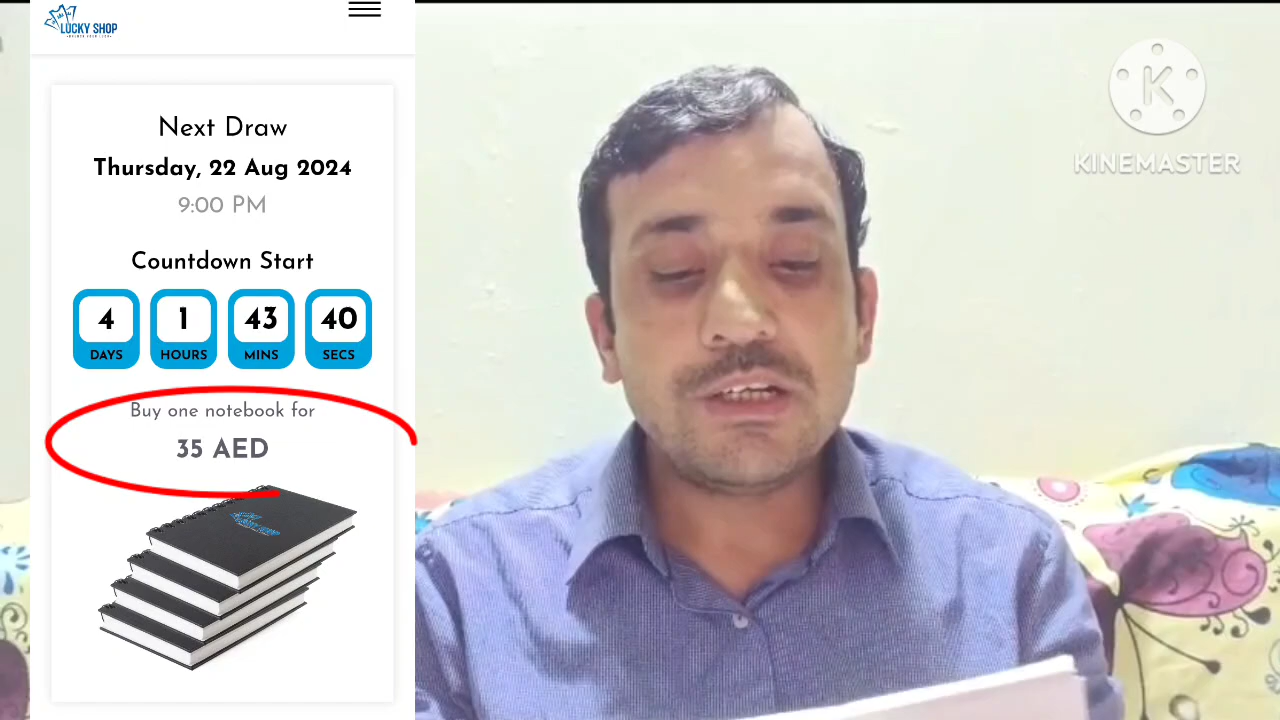 LUCKY SHOP
Next Draw
Thursday, 22 Aug 2024
9:00 PM
Countdown Start
4 1 43 40
DAYS HOURS MINS SECS
Buy one notebook for
35 AED
K
KINEMASTER